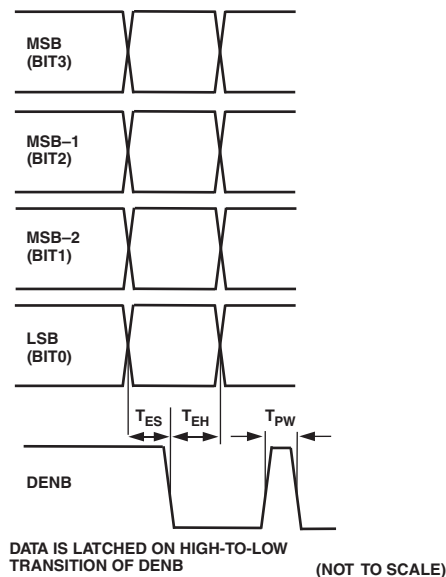 MSB
(BIT3)
MSB–1
(BIT2)
MSB–2
(BIT1)
LSB
(BIT0)
TES TEH TPW
DENB
DATA IS LATCHED ON HIGH-TO-LOW
TRANSITION OF DENB
(NOT TO SCALE)